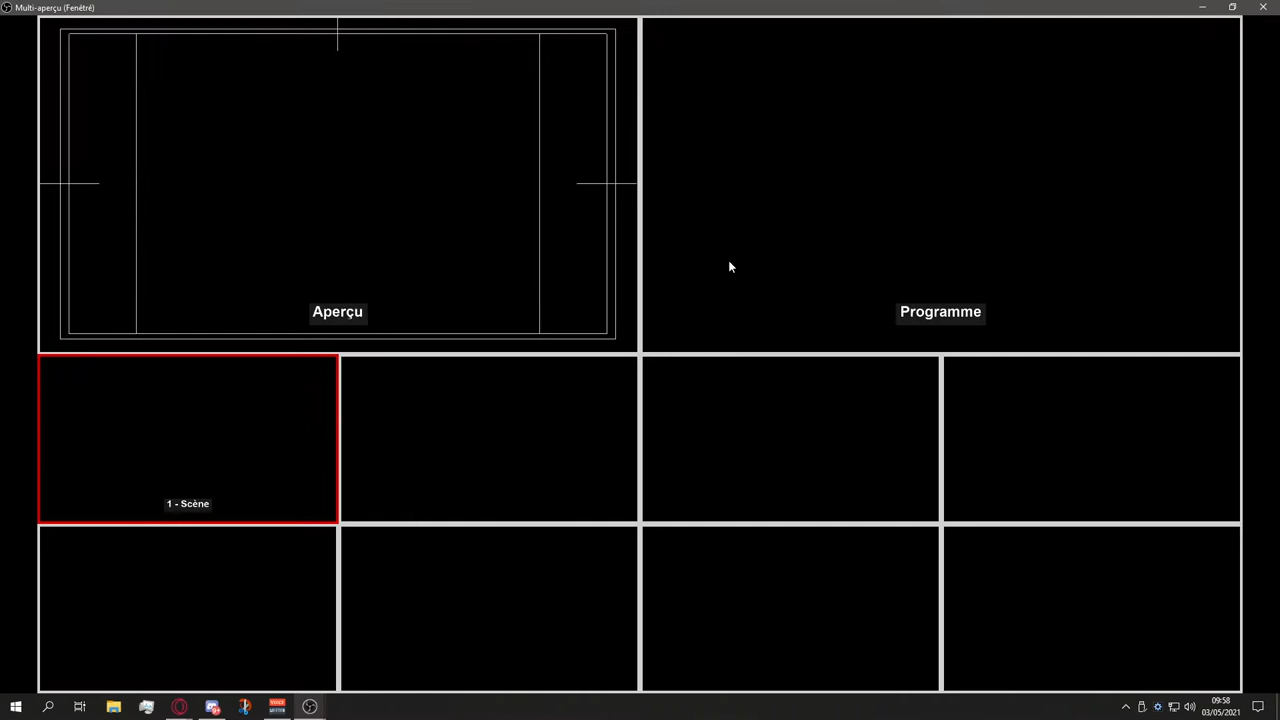 Multi-aperçu (Fenêtré)
Aperçu
Programme
1 - Scène
09:58
03/05/2021